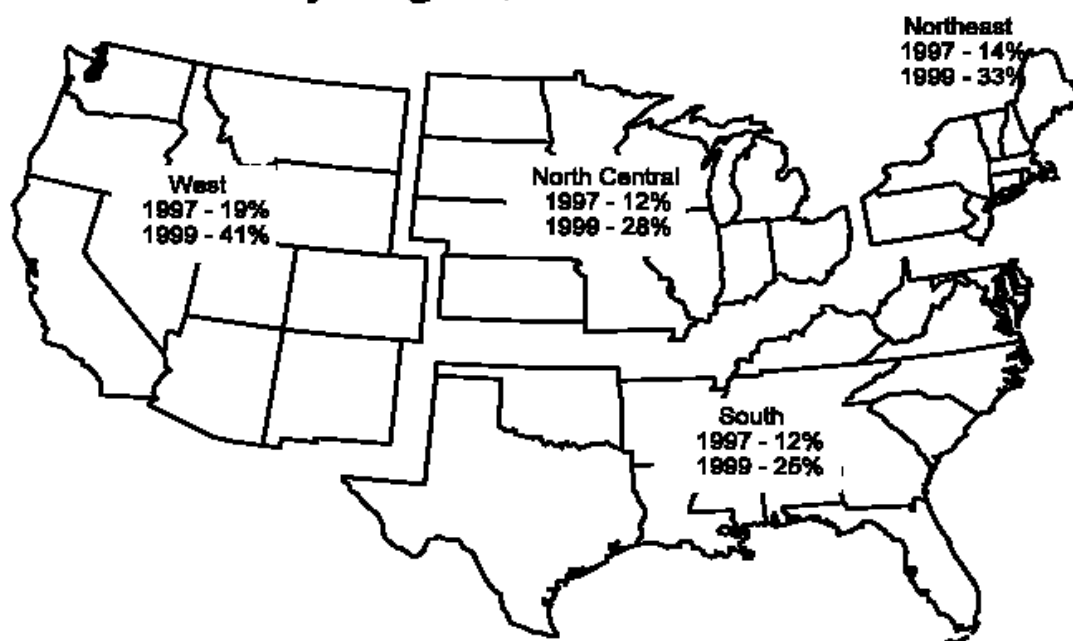 Northeast
1997 - 14%
1999 - 33%
West
1997 - 19%
1999 - 41%
North Central
1997 - 12%
1999 - 28%
South
1997 - 12%
1999 - 25%